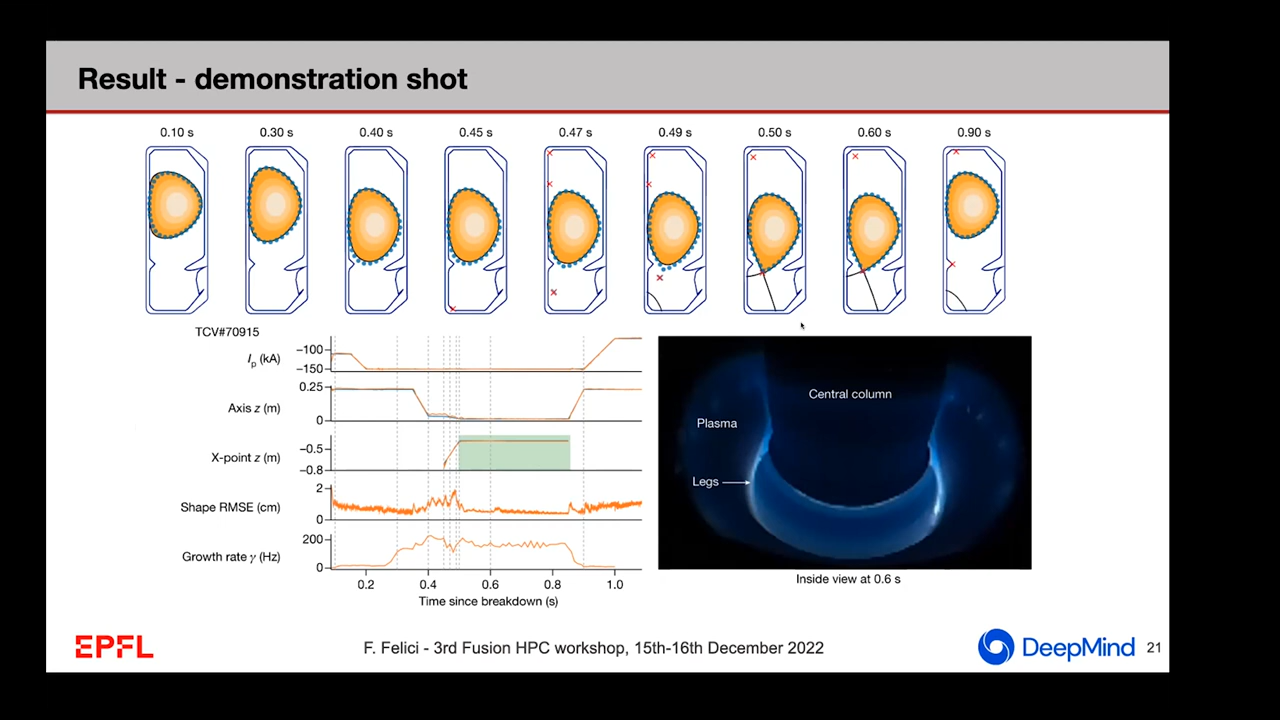 Result - demonstration shot
0.10 s 0.30 s 0.40 s 0.45 s 0.47 s 0.49 s 0.50 s 0.60 s 0.90 s
TCV#70915
Ip (kA)
−100
−150
Axis z (m)
0.25
0
X-point z (m)
−0.5
−0.8
Shape RMSE (cm)
2
0
Growth rate γ (Hz)
200
0
0.2 0.4 0.6 0.8 1.0
Time since breakdown (s)
Central column
Plasma
Legs
Inside view at 0.6 s
EPFL
F. Felici - 3rd Fusion HPC workshop, 15th-16th December 2022
DeepMind
21